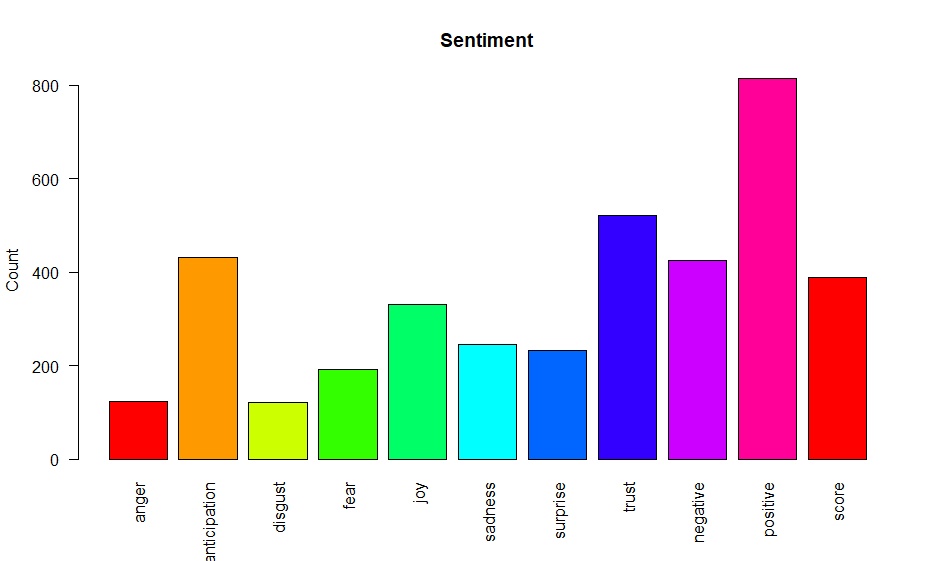 Sentiment
Count
800
600
400
200
0
anger
anticipation
disgust
fear
joy
sadness
surprise
trust
negative
positive
score